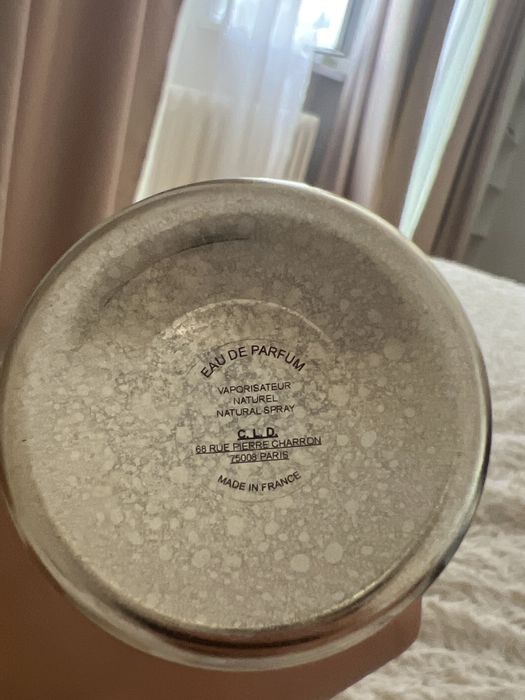 EAU DE PARFUM
VAPORISATEUR
NATUREL
NATURAL SPRAY
C. L. D.
68 RUE PIERRE CHARRON
75008 PARIS
MADE IN FRANCE